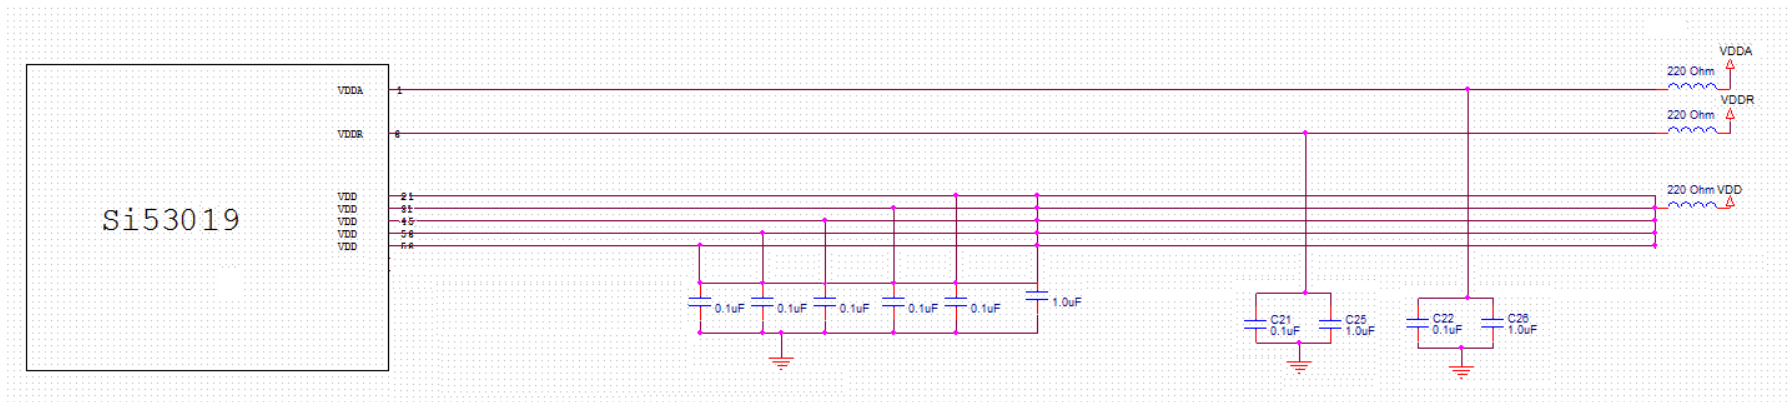 VDDA
220 Ohm
VDDA 1
VDDR
220 Ohm
VDDR
VDD 21
220 Ohm VDD
VDD
VDD 45
Si53019
VDD
VDD
0.1uF 0.1uF 0.1uF 0.1uF 0.1uF 1.0uF
C21 0.1uF
C25 1.0uF
C22 0.1uF
C26 1.0uF